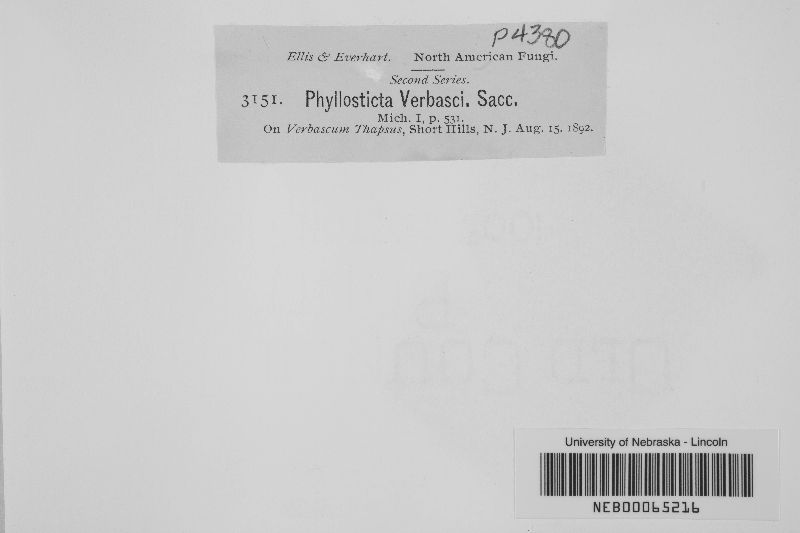 P4380
Ellis & Everhart. North American Fungi.
Second Series.
3151. Phyllosticta Verbasci. Sacc.
Mich. I, p. 531.
On Verbascum Thapsus, Short Hills, N. J. Aug. 15, 1892.
University of Nebraska - Lincoln
NEB00065216